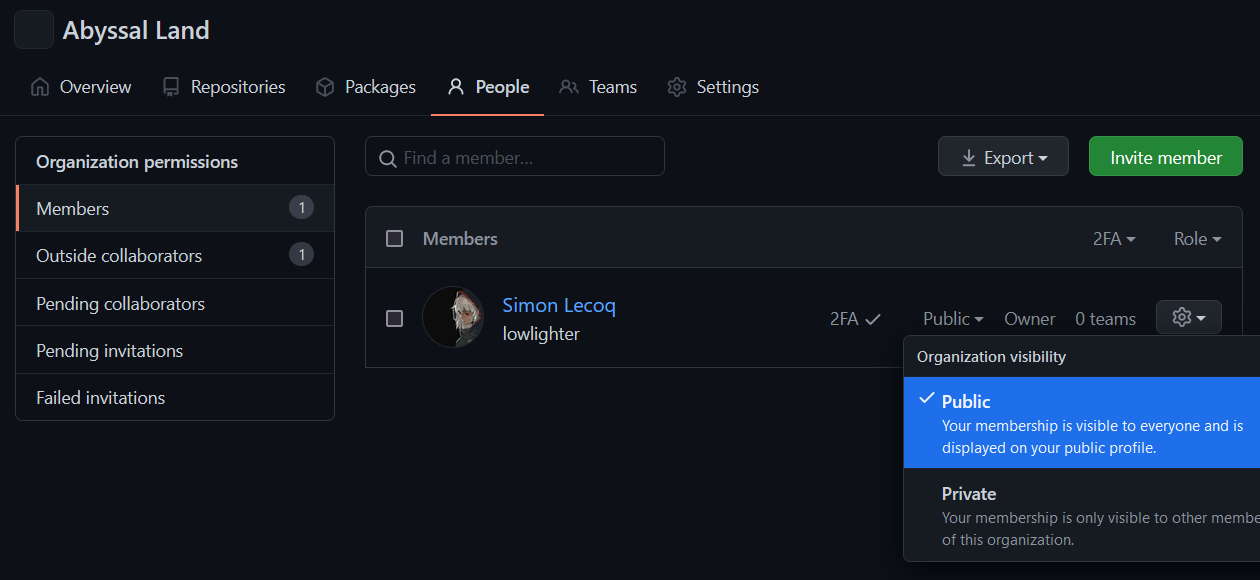 Abyssal Land
Overview Repositories Packages People Teams Settings
Organization permissions
Members 1
Outside collaborators 1
Pending collaborators
Pending invitations
Failed invitations
Find a member...
Export
Invite member
Members 2FA Role
Simon Lecoq
lowlighter
2FA Public Owner 0 teams
Organization visibility
Public
Your membership is visible to everyone and is
displayed on your public profile.
Private
Your membership is only visible to other membe
of this organization.